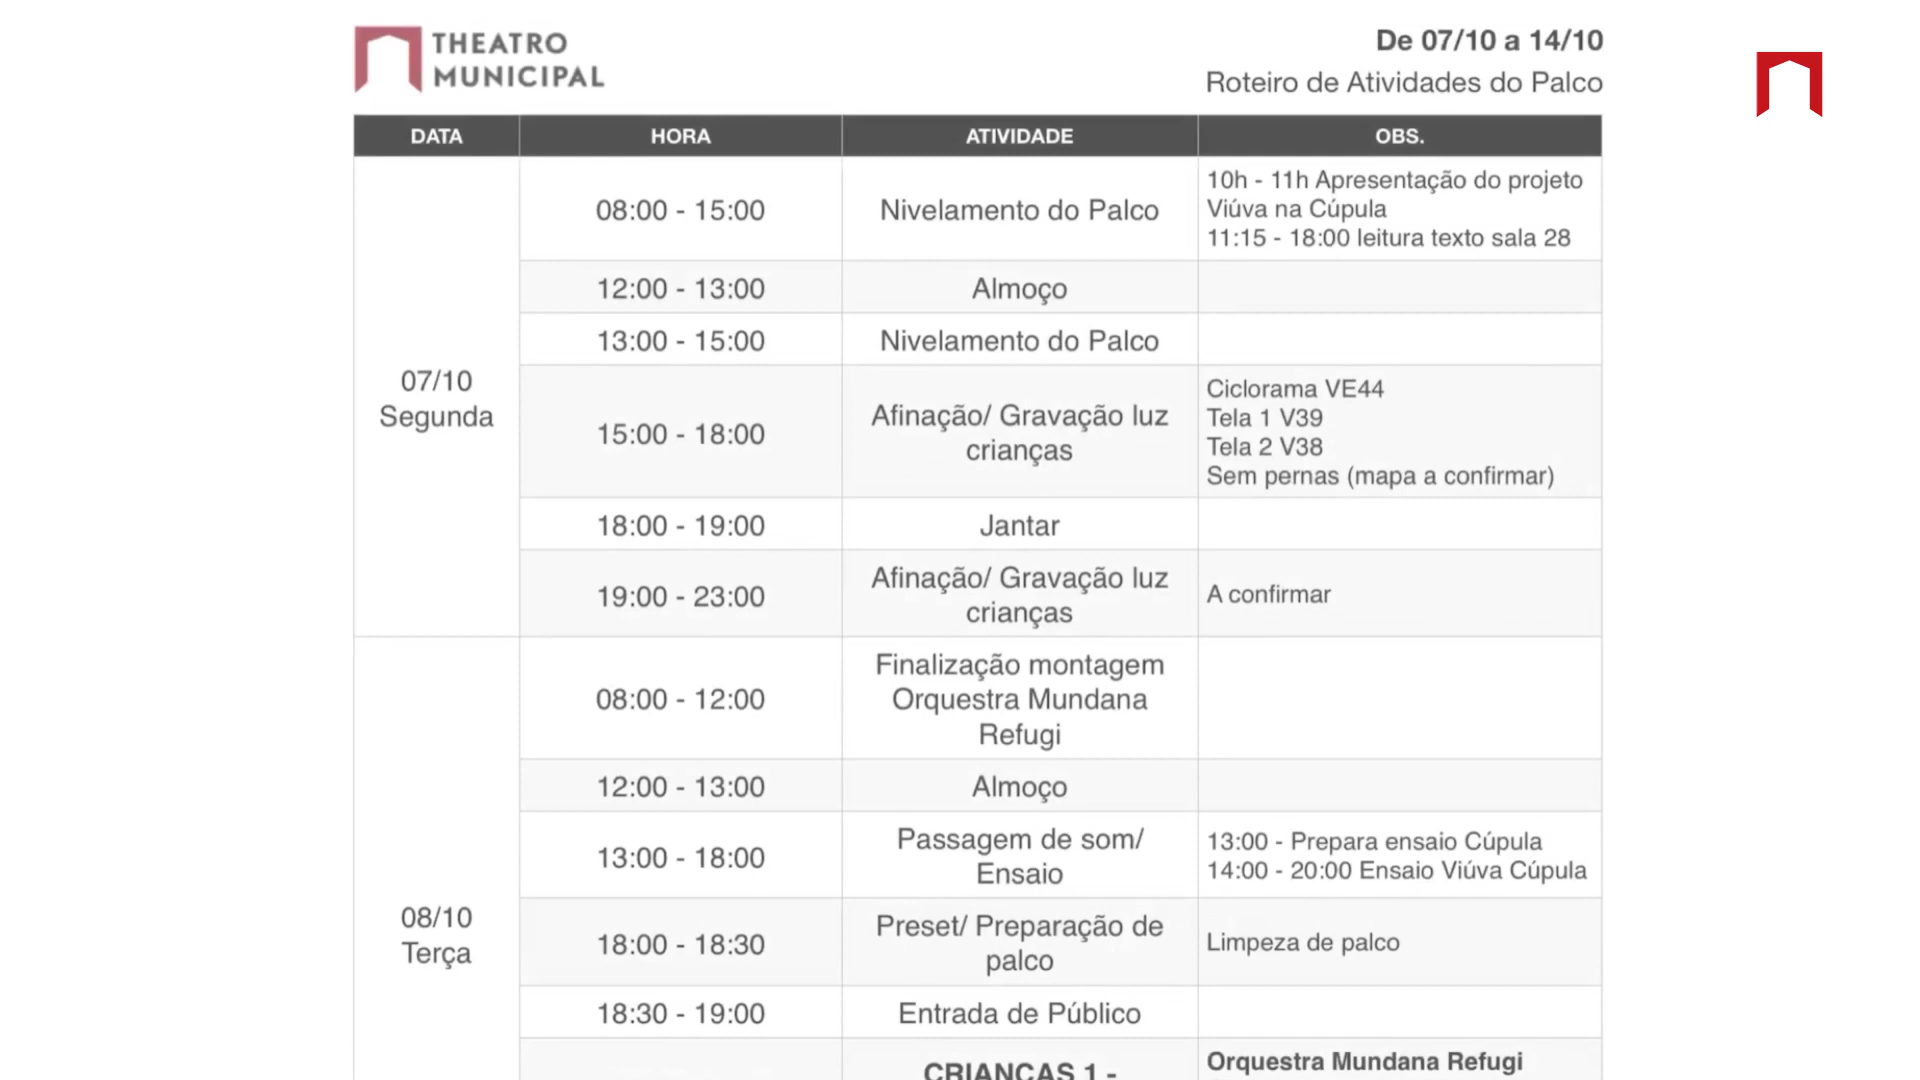 THEATRO
MUNICIPAL
De 07/10 a 14/10
Roteiro de Atividades do Palco
DATA HORA ATIVIDADE OBS.
07/10
Segunda
08:00 - 15:00
Nivelamento do Palco
10h - 11h Apresentação do projeto
Viúva na Cúpula
11:15 - 18:00 leitura texto sala 28
12:00 - 13:00
Almoço
13:00 - 15:00
Nivelamento do Palco
15:00 - 18:00
Afinação/ Gravação luz
crianças
Ciclorama VE44
Tela 1 V39
Tela 2 V38
Sem pernas (mapa a confirmar)
18:00 - 19:00
Jantar
19:00 - 23:00
Afinação/ Gravação luz
crianças
A confirmar
08/10
Terça
08:00 - 12:00
Finalização montagem
Orquestra Mundana
Refugi
12:00 - 13:00
Almoço
13:00 - 18:00
Passagem de som/
Ensaio
13:00 - Prepara ensaio Cúpula
14:00 - 20:00 Ensaio Viúva Cúpula
18:00 - 18:30
Preset/ Preparação de
palco
Limpeza de palco
18:30 - 19:00
Entrada de Público
CRIANÇAS 1 -
Orquestra Mundana Refugi